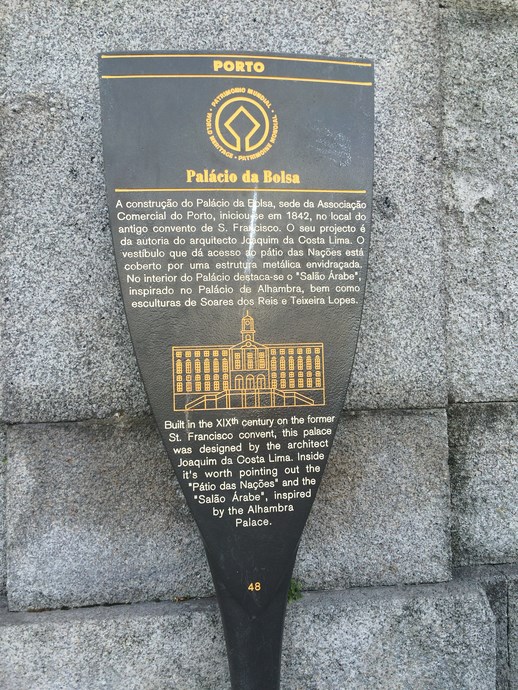 PORTO
PATRIMONIO MUNDIAL • WORLD HERITAGE • PATRIMOINE MONDIAL •
Palácio da Bolsa
A construção do Palácio da Bolsa, sede da Associação
Comercial do Porto, iniciou-se em 1842, no local do
antigo convento de S. Francisco. O seu projecto é
da autoria do arquitecto Joaquim da Costa Lima. O
vestíbulo que dá acesso ao pátio das Nações está
coberto por uma estrutura metálica envidraçada.
No interior do Palácio destaca-se o "Salão Árabe",
inspirado no Palácio de Alhambra, bem como
esculturas de Soares dos Reis e Teixeira Lopes.
Built in the XIXth century on the former
St. Francisco convent, this palace
was designed by the architect
Joaquim da Costa Lima. Inside
it's worth pointing out the
"Pátio das Nações" and the
"Salão Árabe", inspired
by the Alhambra
Palace.
48